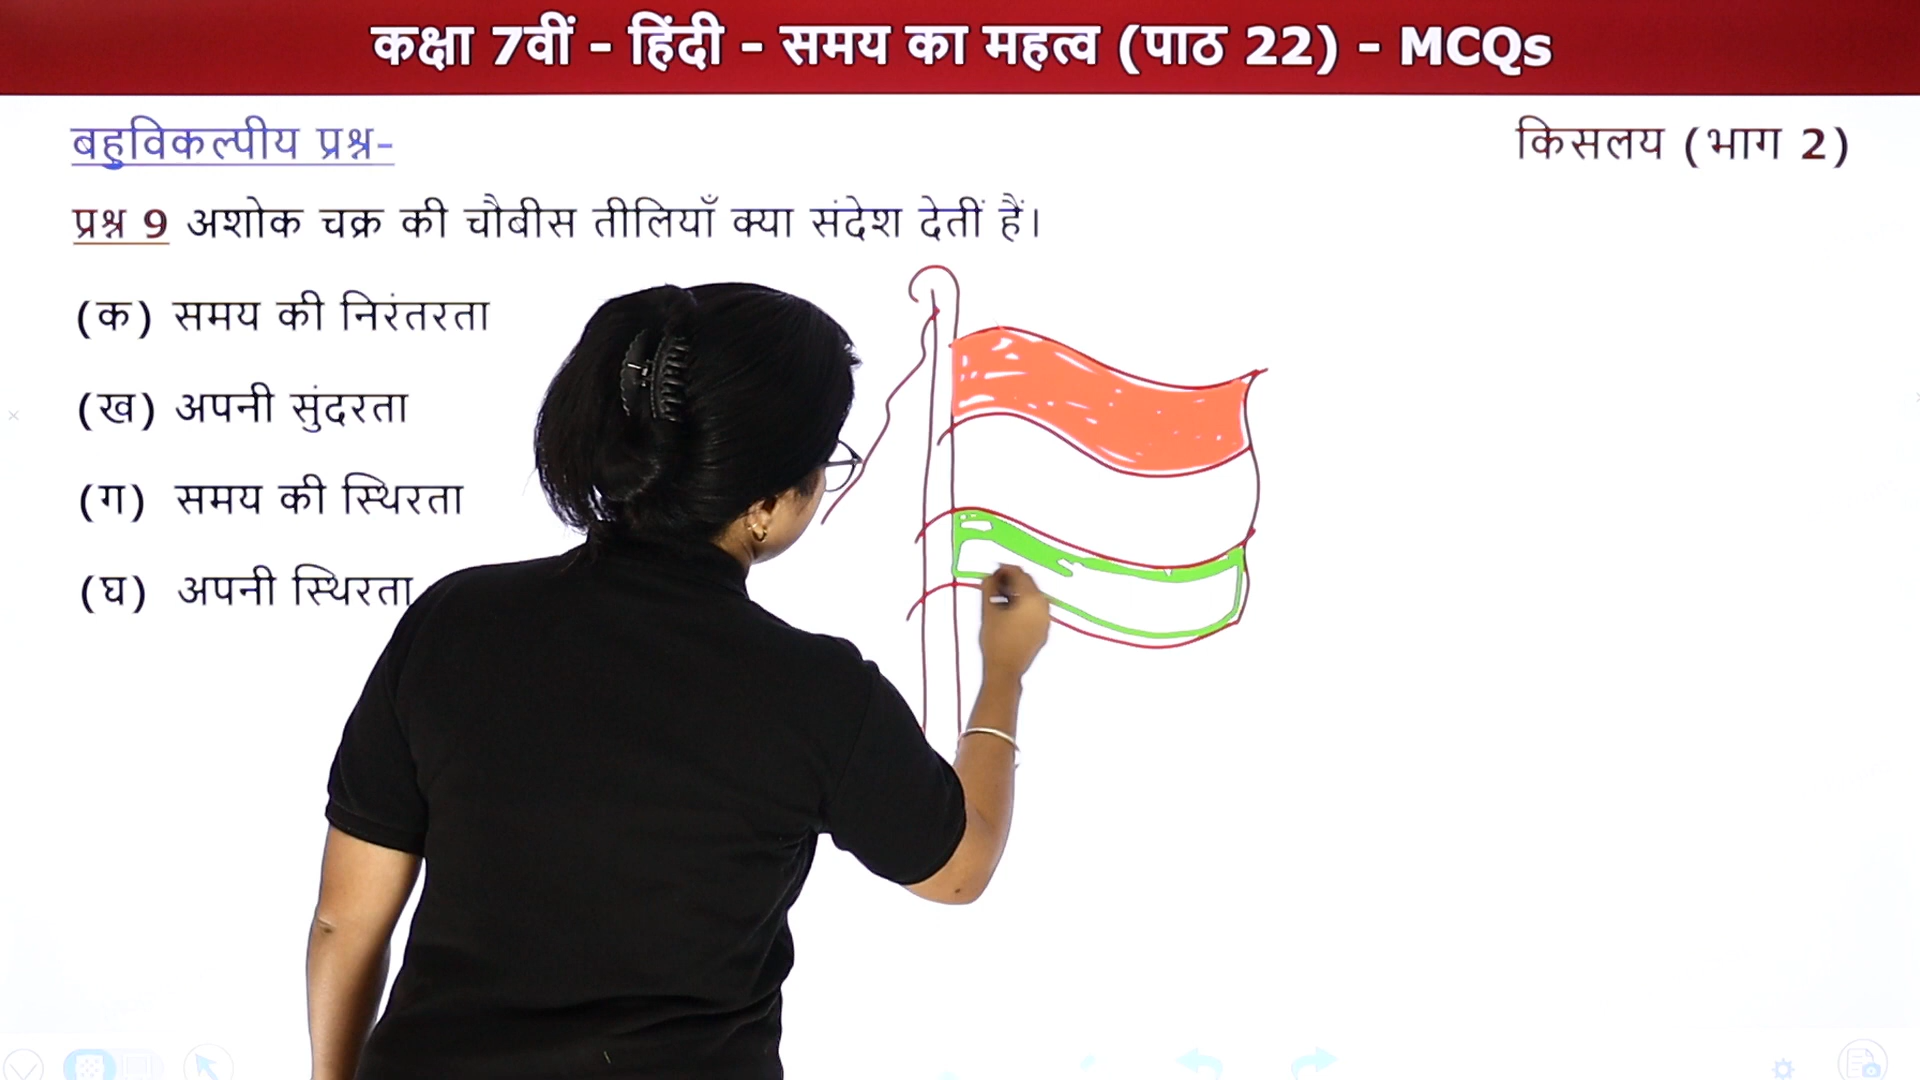 कक्षा 7वीं - हिंदी - समय का महत्व (पाठ 22) - MCQs
बहुविकल्पीय प्रश्न-
किसलय (भाग 2)
प्रश्न 9 अशोक चक्र की चौबीस तीलियाँ क्या संदेश देतीं हैं।
(क) समय की निरंतरता
(ख) अपनी सुंदरता
(ग) समय की स्थिरता
(घ) अपनी स्थिरता